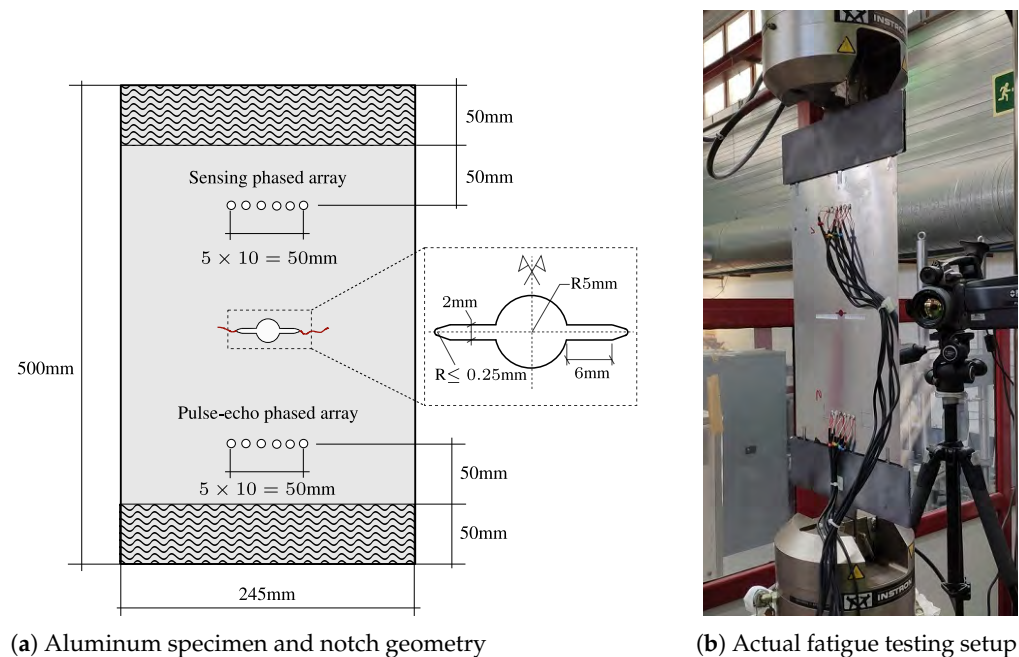 50mm
50mm
Sensing phased array
5 × 10 = 50mm
R5mm
2mm
R≤ 0.25mm
6mm
500mm
Pulse-echo phased array
5 × 10 = 50mm
50mm
50mm
245mm
INSTRON
INSTRON
(a) Aluminum specimen and notch geometry
(b) Actual fatigue testing setup